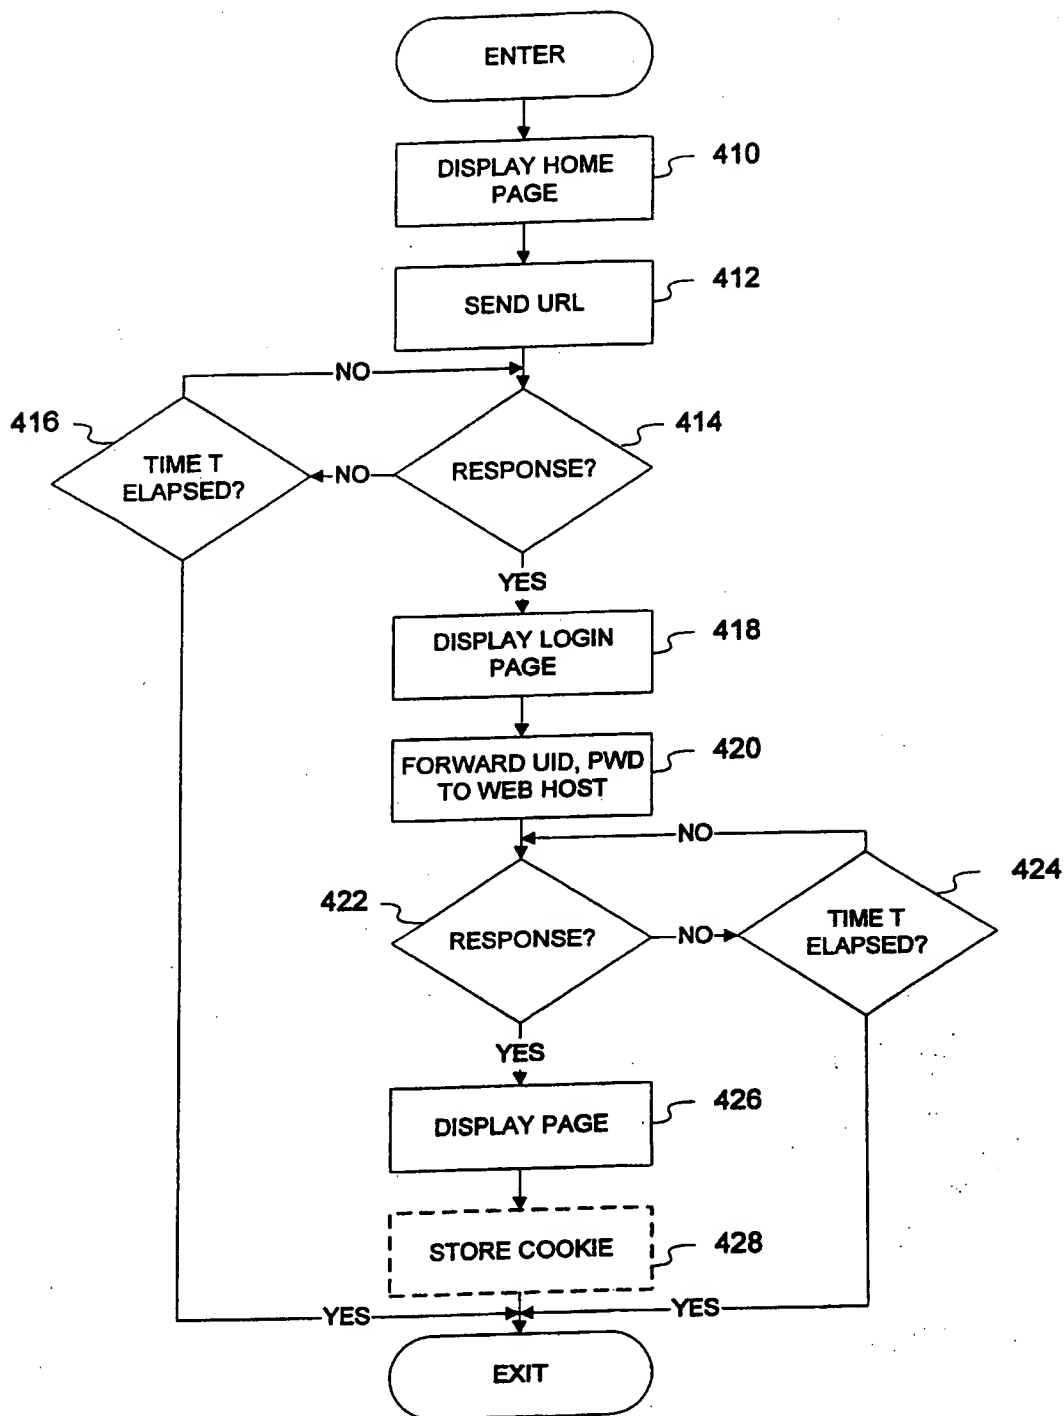 ENTER
DISPLAY HOME
PAGE
410
SEND URL
412
NO
416
TIME T
ELAPSED?
NO
RESPONSE?
414
YES
DISPLAY LOGIN
PAGE
418
FORWARD UID, PWD
TO WEB HOST
420
NO
422
RESPONSE?
NO
TIME T
ELAPSED?
424
YES
DISPLAY PAGE
426
STORE COOKIE
428
YES
YES
EXIT